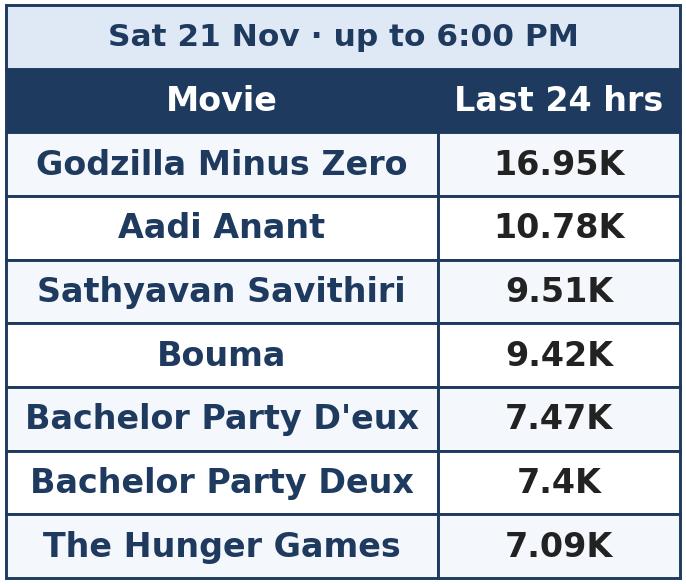 Sat 21 Nov · up to 6:00 PM
Movie Last 24 hrs
Godzilla Minus Zero 16.95K
Aadi Anant 10.78K
Sathyavan Savithiri 9.51K
Bouma 9.42K
Bachelor Party D'eux 7.47K
Bachelor Party Deux 7.4K
The Hunger Games 7.09K